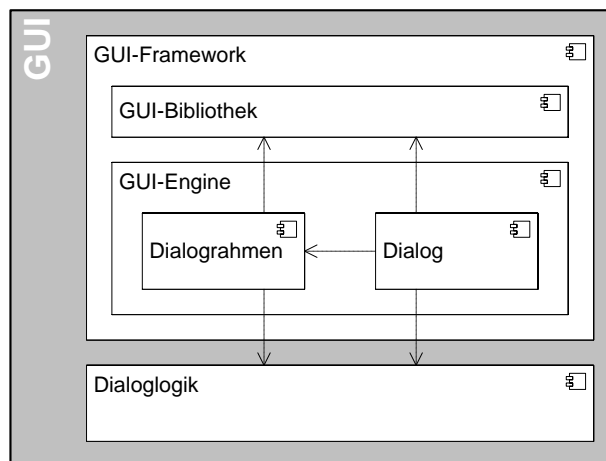 GUI
GUI-Framework
GUI-Bibliothek
GUI-Engine
Dialograhmen
Dialog
Dialoglogik